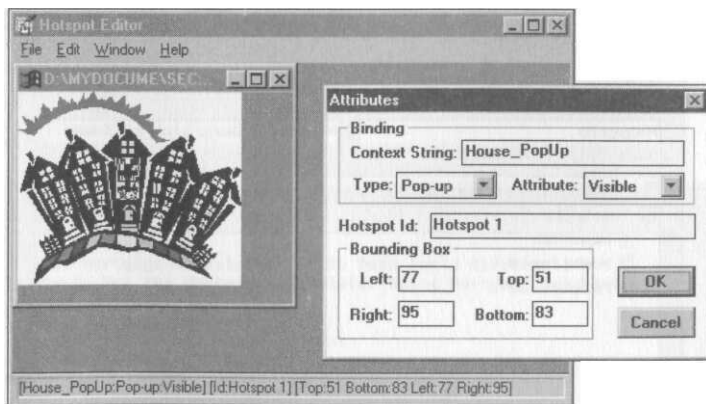 Hotspot Editor
File Edit Window Help
D:\MYDOCUME\SEC...
Attributes
Binding
Context String: House_PopUp
Type: Pop-up Attribute: Visible
Hotspot Id: Hotspot 1
Bounding Box
Left: 77 Top: 51
Right: 95 Bottom: 83
OK
Cancel
[House_PopUp:Pop-up:Visible] [Id:Hotspot 1] [Top:51 Bottom:83 Left:77 Right:95]